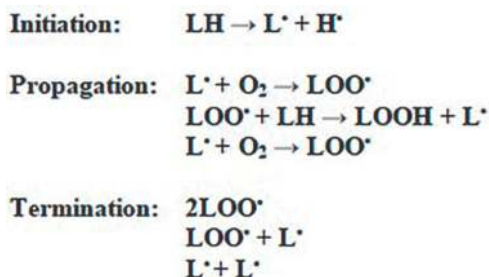 Initiation: LH → L• + H•
Propagation: L• + O₂ → LOO•
LOO• + LH → LOOH + L•
L• + O₂ → LOO•
Termination: 2LOO•
LOO• + L•
L• + L•